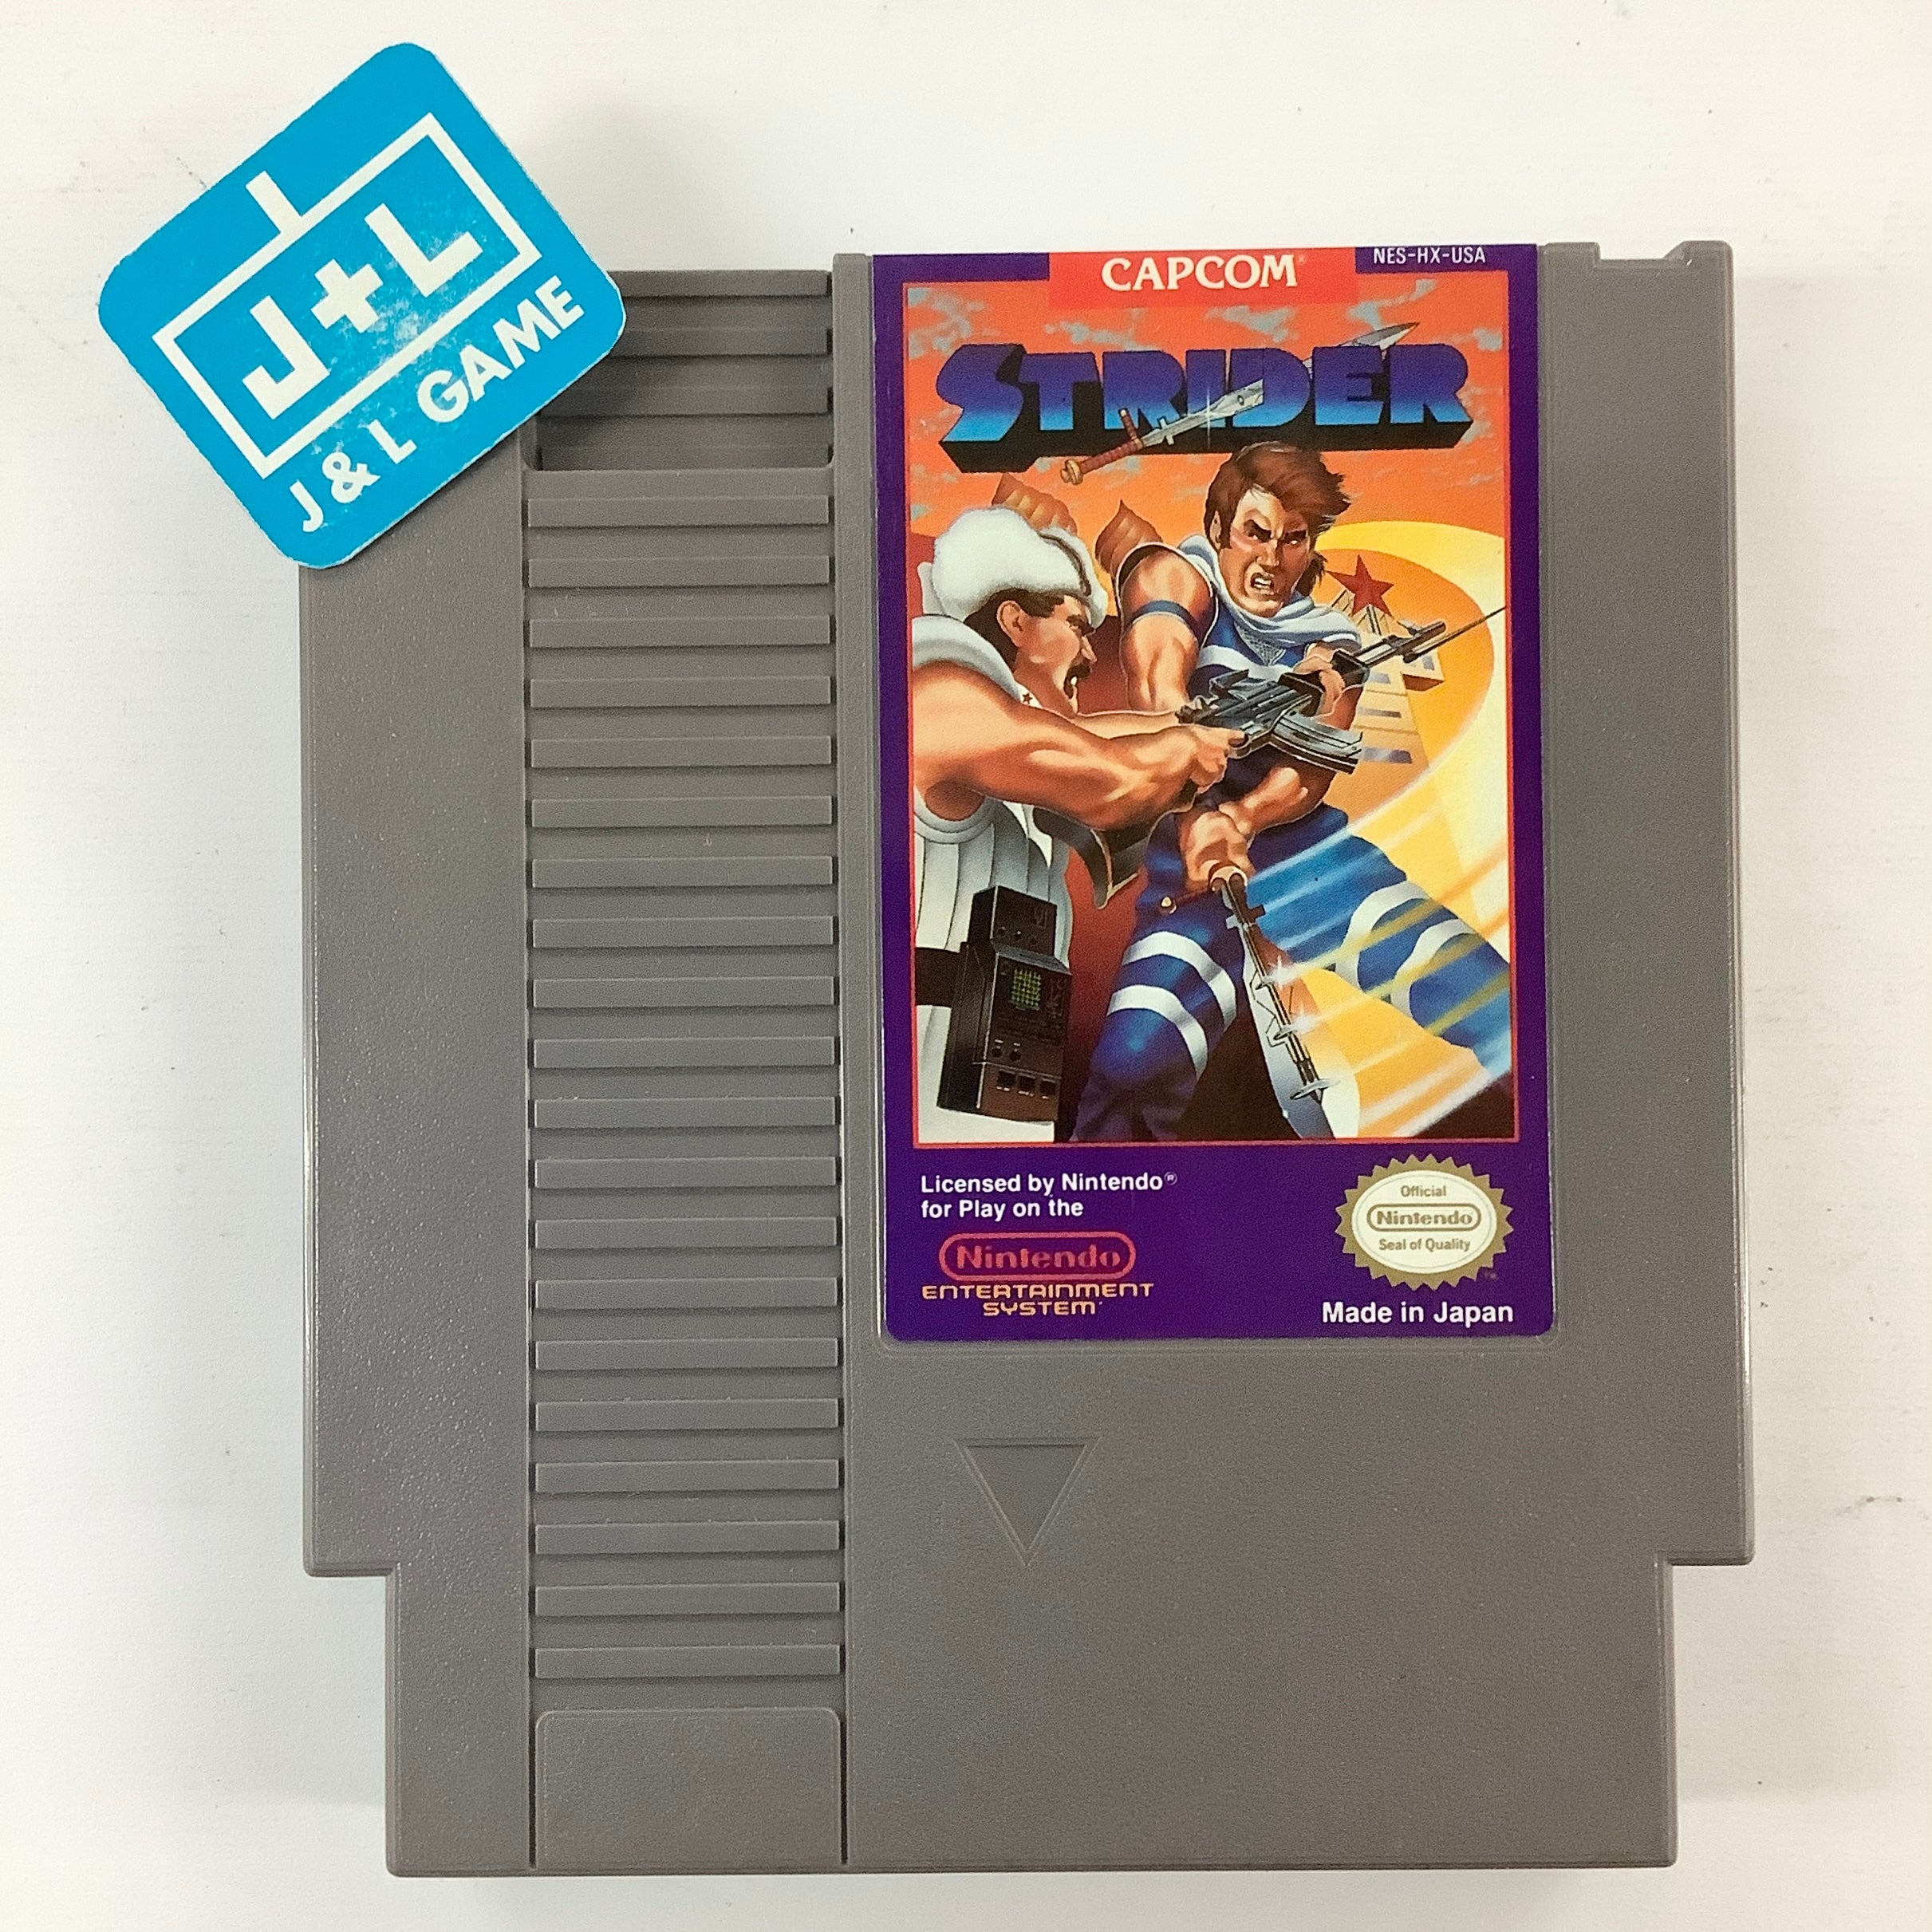 J+L
J & L GAME
CAPCOM®
NES-HX-USA
STRIDER
Licensed by Nintendo®
for Play on the
Nintendo
ENTERTAINMENT
SYSTEM
Official
Nintendo
Seal of Quality
Made in Japan